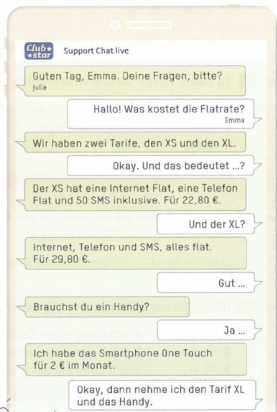 Club
star
Support Chat live
Guten Tag, Emma. Deine Fragen, bitte?
Julia
Hallo! Was kostet die Flatrate?
Emma
Wir haben zwei Tarife, den XS und den XL.
Okay. Und das bedeutet ...?
Der XS hat eine Internet Flat, eine Telefon
Flat und 50 SMS inklusive. Für 22,80 €.
Und der XL?
Internet, Telefon und SMS, alles flat.
Für 29,80 €.
Gut ...
Brauchst du ein Handy?
Ja ...
Ich habe das Smartphone One Touch
für 2 € im Monat.
Okay, dann nehme ich den Tarif XL
und das Handy.